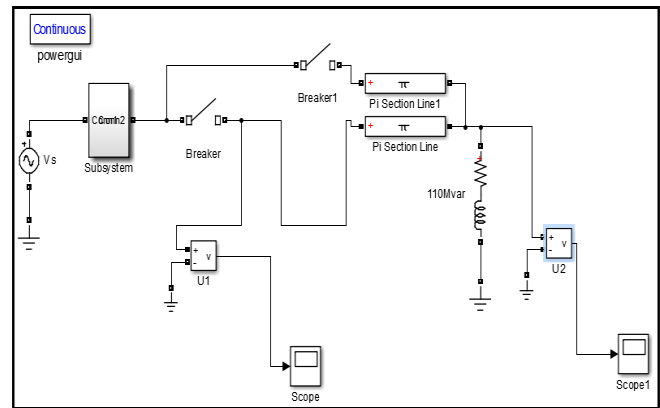 Continuous
powergui
Breaker1
+ π
Pi Section Line1
+ π
Pi Section Line
Breaker
Subsystem
+
Vs
+
110Mvar
+
-
v
U1
+
-
v
U2
Scope
Scope1